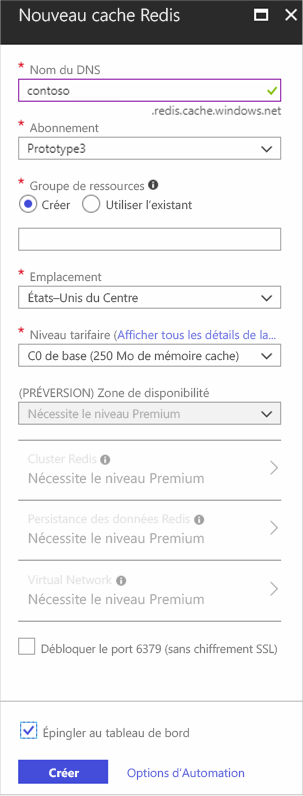 Nouveau cache Redis
* Nom du DNS
contoso
.redis.cache.windows.net
* Abonnement
Prototype3
* Groupe de ressources
Créer Utiliser l'existant
* Emplacement
États–Unis du Centre
* Niveau tarifaire (Afficher tous les détails de la...
C0 de base (250 Mo de mémoire cache)
(PRÉVERSION) Zone de disponibilité
Nécessite le niveau Premium
Cluster Redis
Nécessite le niveau Premium
Persistance des données Redis
Nécessite le niveau Premium
Virtual Network
Nécessite le niveau Premium
Débloquer le port 6379 (sans chiffrement SSL)
Épingler au tableau de bord
Créer Options d'Automation